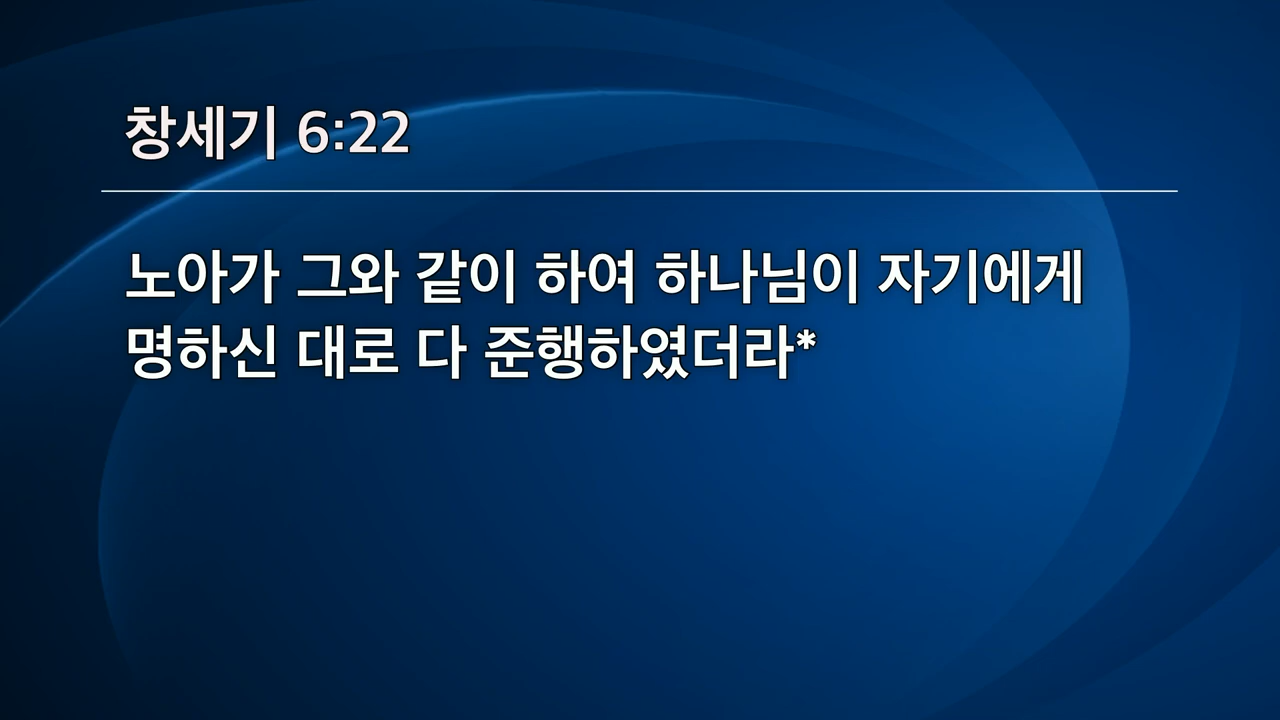 창세기 6:22
노아가 그와 같이 하여 하나님이 자기에게
명하신 대로 다 준행하였더라*